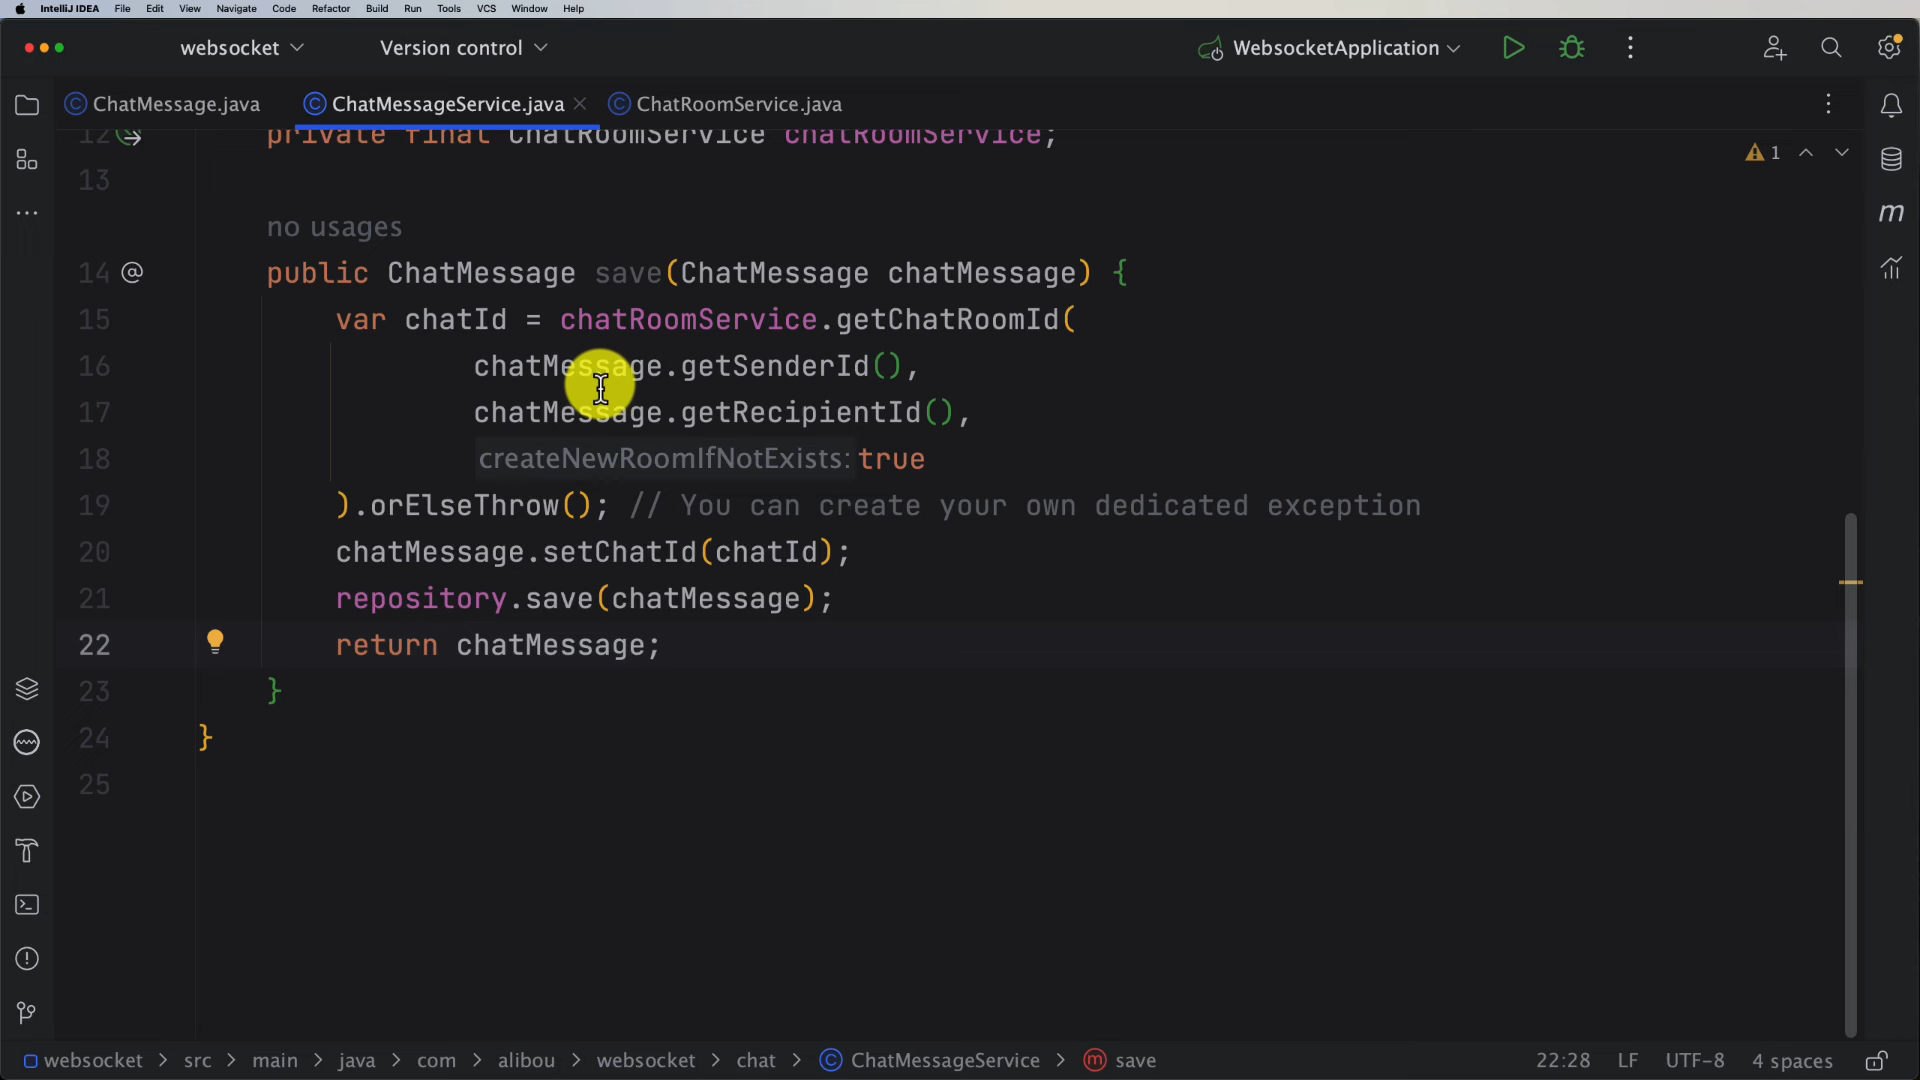 IntelliJ IDEA File Edit View Navigate Code Refactor Build Run Tools VCS Window Help
websocket Version control WebsocketApplication
ChatMessage.java ChatMessageService.java ChatRoomService.java
12 private final ChatRoomService chatRoomService;
1
13
no usages
14 public ChatMessage save(ChatMessage chatMessage) {
15 var chatId = chatRoomService.getChatRoomId(
16 chatMessage.getSenderId(),
17 chatMessage.getRecipientId(),
18 createNewRoomIfNotExists: true
19 ).orElseThrow(); // You can create your own dedicated exception
20 chatMessage.setChatId(chatId);
21 repository.save(chatMessage);
22 return chatMessage;
23 }
24 }
25
websocket > src > main > java > com > alibou > websocket > chat > ChatMessageService > save 22:28 LF UTF-8 4 spaces